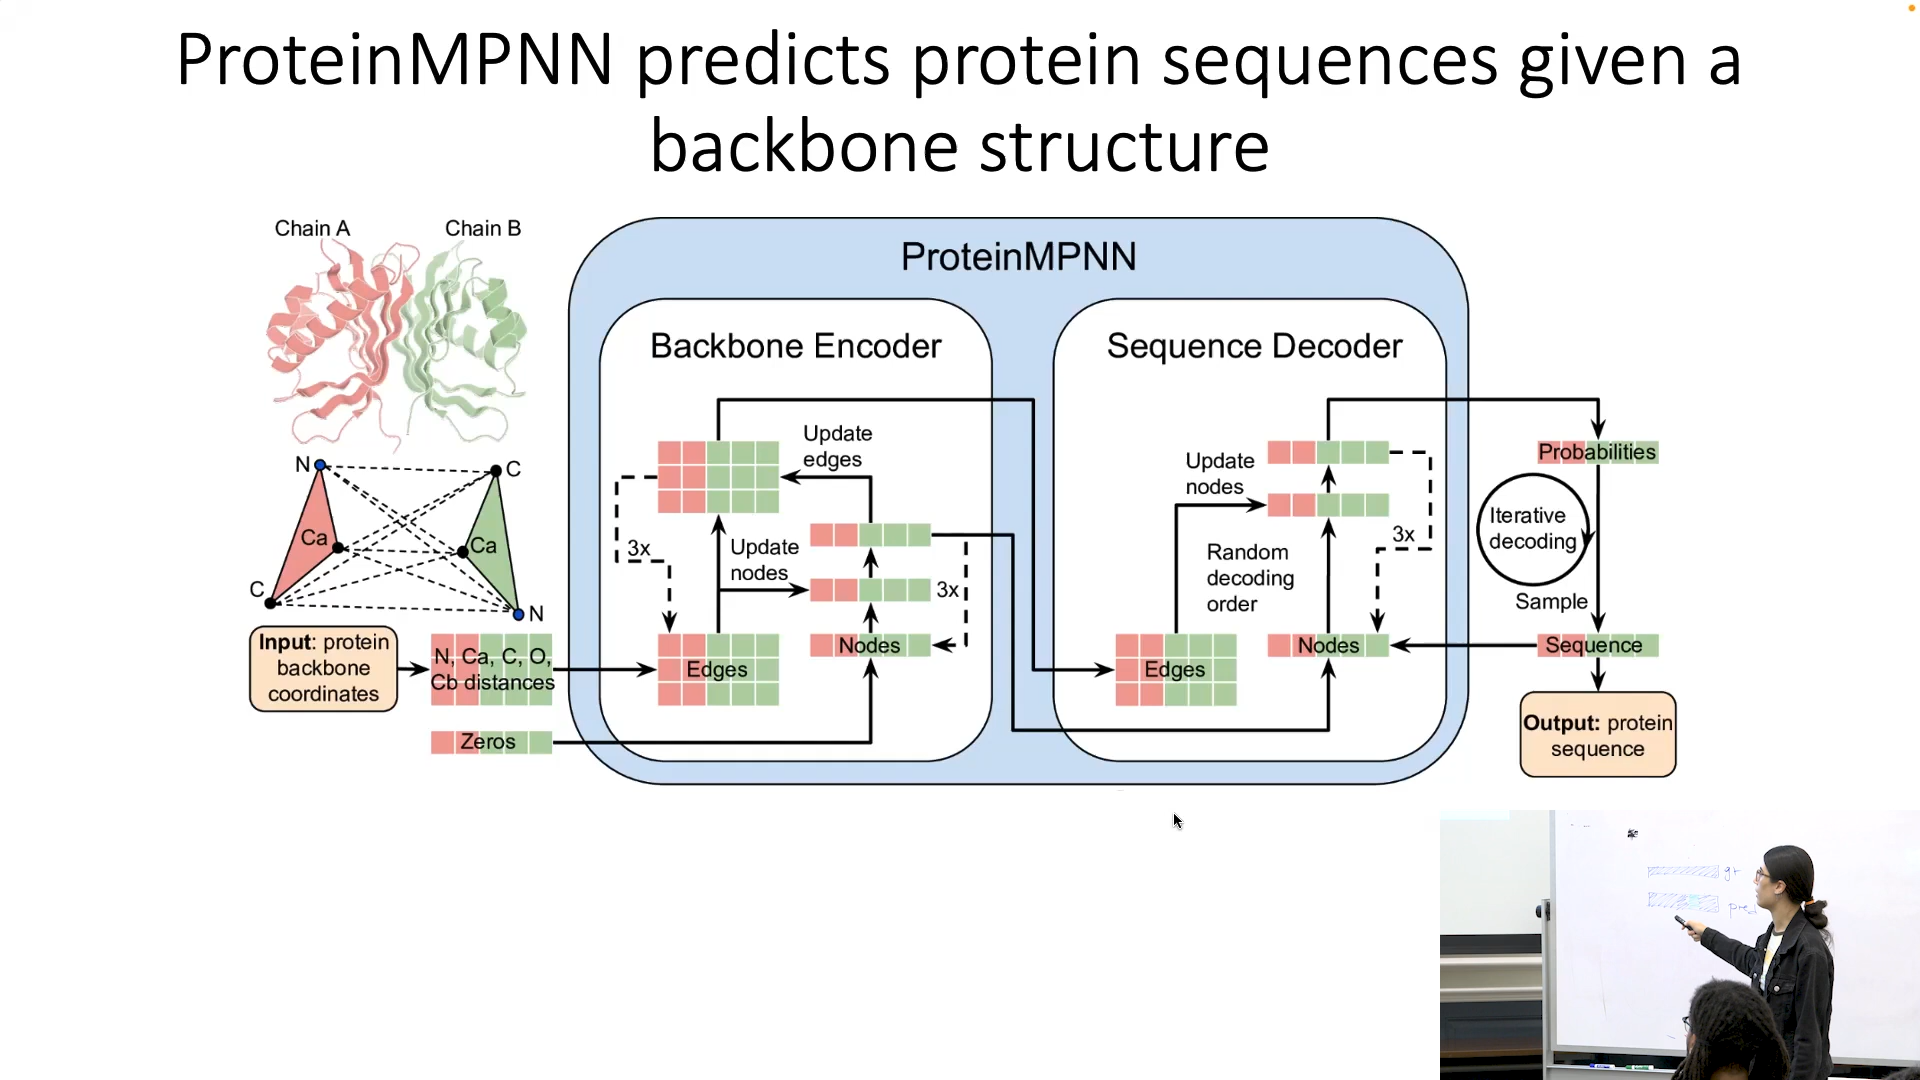 ProteinMPNN predicts protein sequences given a
backbone structure
Chain A
Chain B
N
C
Ca
Ca
C
N
Input: protein
backbone
coordinates
N, Ca, C, O,
Cb distances
Zeros
ProteinMPNN
Backbone Encoder
Update
edges
3x
Update
nodes
3x
Edges
Nodes
Sequence Decoder
Update
nodes
3x
Random
decoding
order
Edges
Nodes
Probabilities
Iterative
decoding
Sample
Sequence
Output: protein
sequence
gt
pred